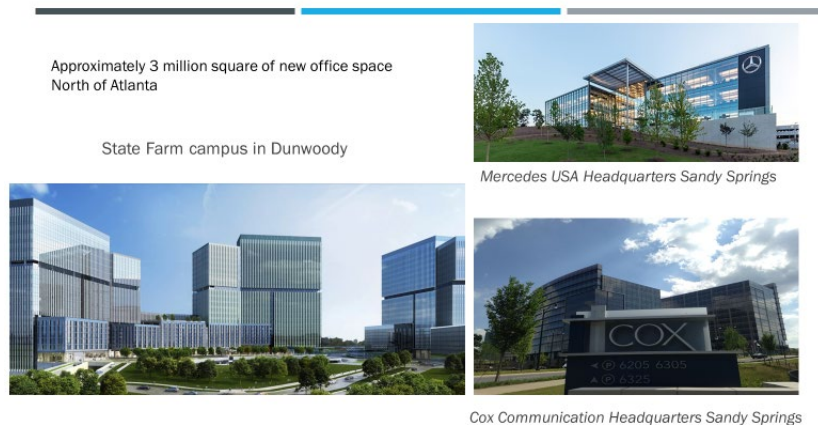 Approximately 3 million square of new office space
North of Atlanta
State Farm campus in Dunwoody
Mercedes USA Headquarters Sandy Springs
COX
6205 6305
6325
Cox Communication Headquarters Sandy Springs